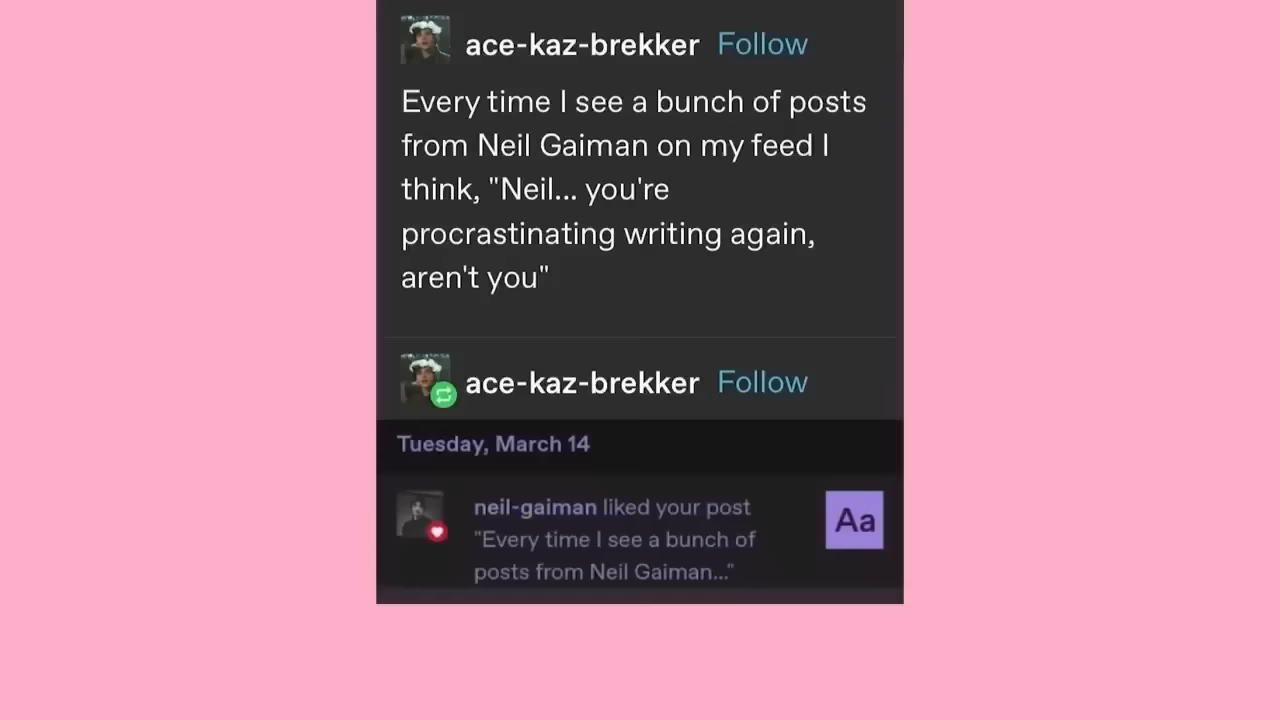 ace-kaz-brekker Follow
Every time I see a bunch of posts
from Neil Gaiman on my feed I
think, "Neil... you're
procrastinating writing again,
aren't you"
ace-kaz-brekker Follow
Tuesday, March 14
neil-gaiman liked your post
"Every time I see a bunch of
posts from Neil Gaiman..."
Aa